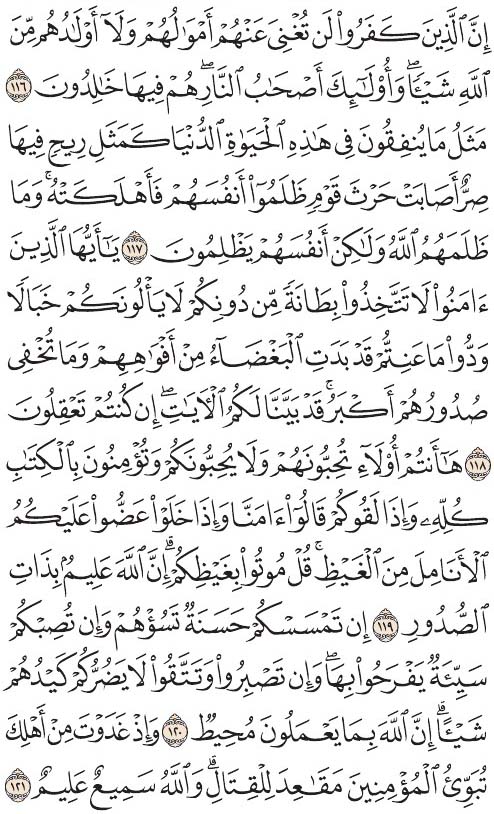 إِنَّ ٱلَّذِينَ كَفَرُوا۟ لَن تُغْنِىَ عَنْهُمْ أَمْوَٰلُهُمْ وَلَآ أَوْلَـٰدُهُم مِّنَ
ٱللَّهِ شَيْـًٔا ۖ وَأُو۟لَـٰٓئِكَ أَصْحَـٰبُ ٱلنَّارِ ۚ هُمْ فِيهَا خَـٰلِدُونَ ١١٦
مَثَلُ مَا يُنفِقُونَ فِى هَـٰذِهِ ٱلْحَيَوٰةِ ٱلدُّنْيَا كَمَثَلِ رِيحٍ فِيهَا
صِرٌّ أَصَابَتْ حَرْثَ قَوْمٍ ظَلَمُوٓا۟ أَنفُسَهُمْ فَأَهْلَكَتْهُ ۚ وَمَا
ظَلَمَهُمُ ٱللَّهُ وَلَـٰكِنْ أَنفُسَهُمْ يَظْلِمُونَ ١١٧ يَـٰٓأَيُّهَا ٱلَّذِينَ
ءَامَنُوا۟ لَا تَتَّخِذُوا۟ بِطَانَةً مِّن دُونِكُمْ لَا يَأْلُونَكُمْ خَبَالًا
وَدُّوا۟ مَا عَنِتُّمْ قَدْ بَدَتِ ٱلْبَغْضَآءُ مِنْ أَفْوَٰهِهِمْ وَمَا تُخْفِى
صُدُورُهُمْ أَكْبَرُ ۚ قَدْ بَيَّنَّا لَكُمُ ٱلْـَٔايَـٰتِ ۖ إِن كُنتُمْ تَعْقِلُونَ
١١٨ هَـٰٓأَنتُمْ أُو۟لَآءِ تُحِبُّونَهُمْ وَلَا يُحِبُّونَكُمْ وَتُؤْمِنُونَ بِٱلْكِتَـٰبِ
كُلِّهِۦ وَإِذَا لَقُوكُمْ قَالُوٓا۟ ءَامَنَّا وَإِذَا خَلَوْا۟ عَضُّوا۟ عَلَيْكُمُ
ٱلْأَنَامِلَ مِنَ ٱلْغَيْظِ ۚ قُلْ مُوتُوا۟ بِغَيْظِكُمْ ۗ إِنَّ ٱللَّهَ عَلِيمٌۢ بِذَاتِ
ٱلصُّدُورِ ١١٩ إِن تَمْسَسْكُمْ حَسَنَةٌ تَسُؤْهُمْ وَإِن تُصِبْكُمْ
سَيِّئَةٌ يَفْرَحُوا۟ بِهَا ۖ وَإِن تَصْبِرُوا۟ وَتَتَّقُوا۟ لَا يَضُرُّكُمْ كَيْدُهُمْ
شَيْـًٔا ۗ إِنَّ ٱللَّهَ بِمَا يَعْمَلُونَ مُحِيطٌ ١٢٠ وَإِذْ غَدَوْتَ مِنْ أَهْلِكَ
تُبَوِّئُ ٱلْمُؤْمِنِينَ مَقَـٰعِدَ لِلْقِتَالِ ۗ وَٱللَّهُ سَمِيعٌ عَلِيمٌ ١٢١